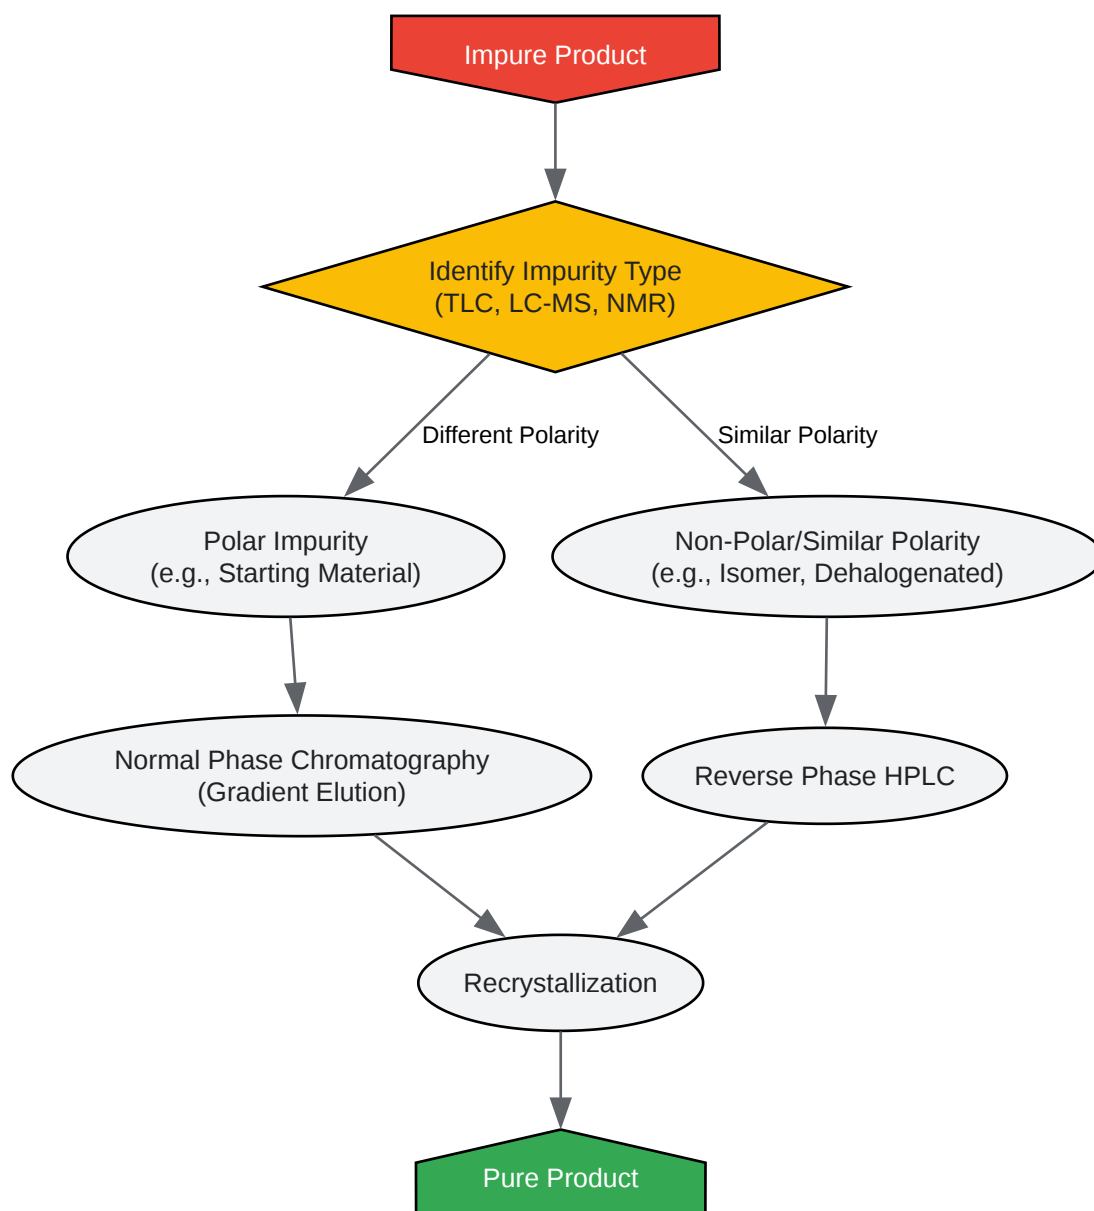 Impure Product
Identify Impurity Type
(TLC, LC-MS, NMR)
Different Polarity
Similar Polarity
Polar Impurity
(e.g., Starting Material)
Non-Polar/Similar Polarity
(e.g., Isomer, Dehalogenated)
Normal Phase Chromatography
(Gradient Elution)
Reverse Phase HPLC
Recrystallization
Pure Product